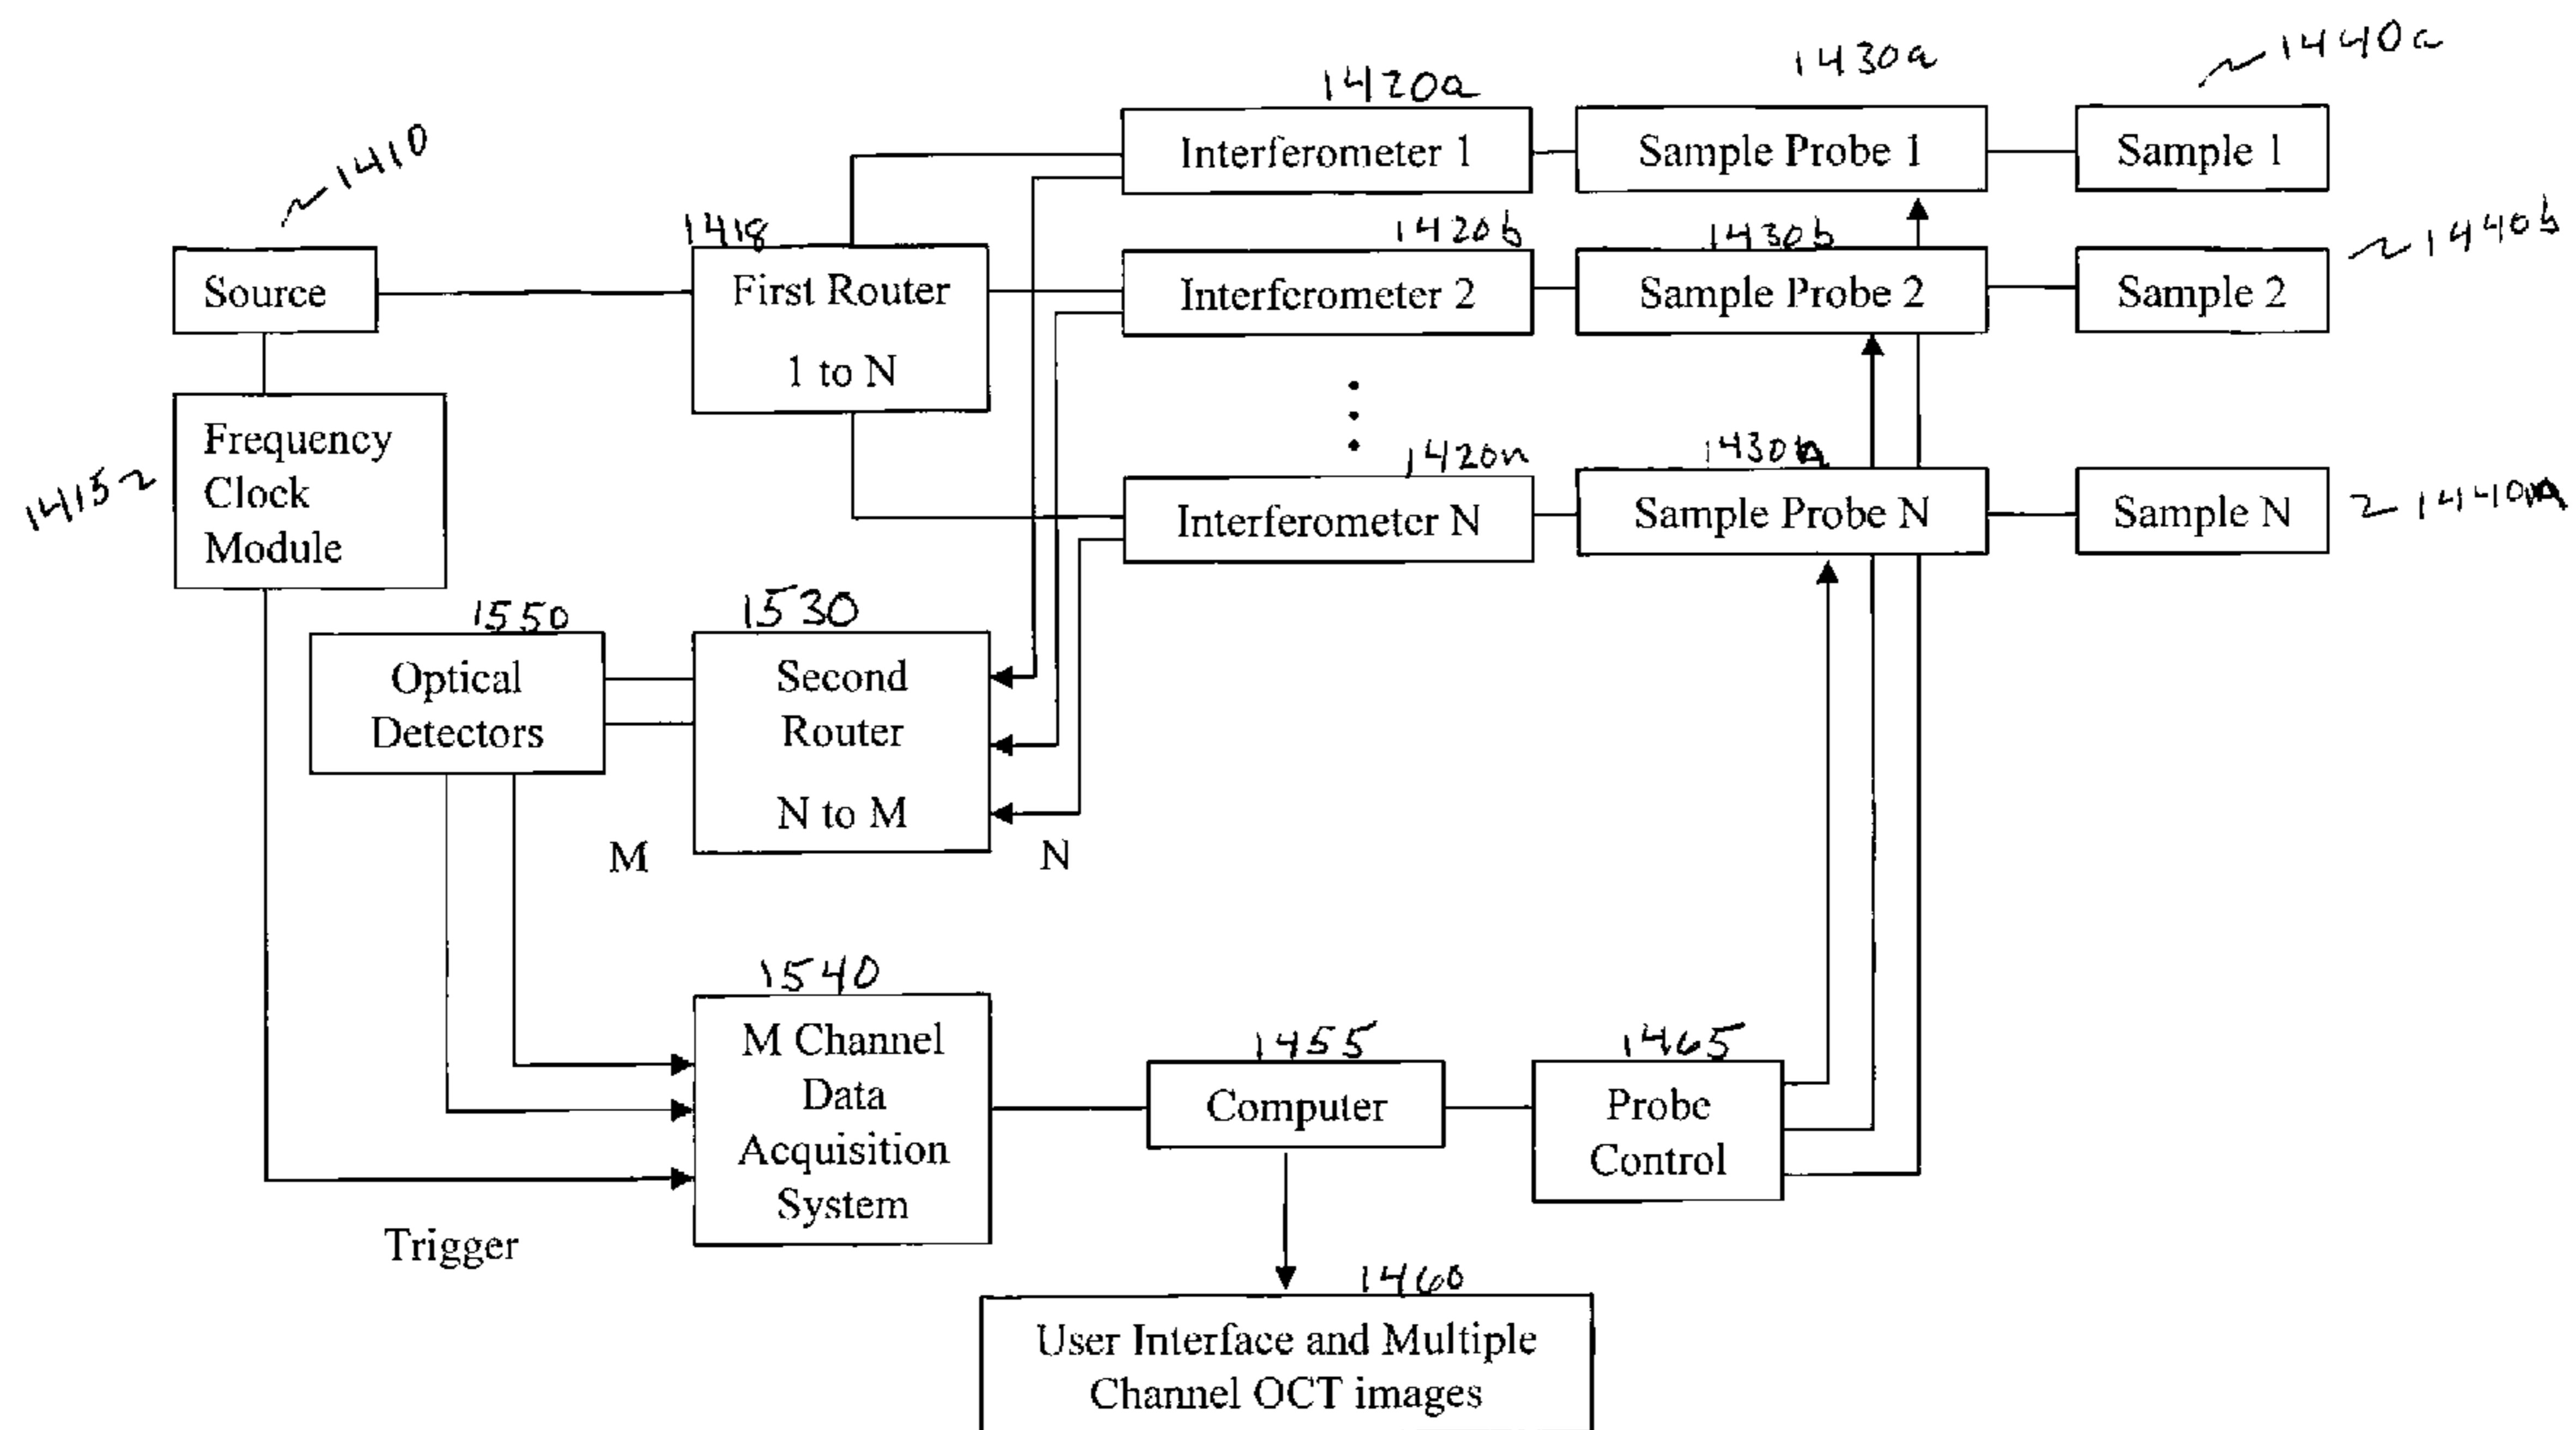 1420a
1430a
1440a
Interferometer 1
Sample Probe 1
Sample 1
1410
1418
1420b
1430b
1440b
Source
First Router
1 to N
Interferometer 2
Sample Probe 2
Sample 2
Frequency
Clock
Module
1415
1420n
1430n
1440n
Interferometer N
Sample Probe N
Sample N
1550
1530
Optical
Detectors
Second
Router
N to M
M
N
1540
M Channel
Data
Acquisition
System
1455
Computer
1465
Probe
Control
Trigger
1460
User Interface and Multiple
Channel OCT images